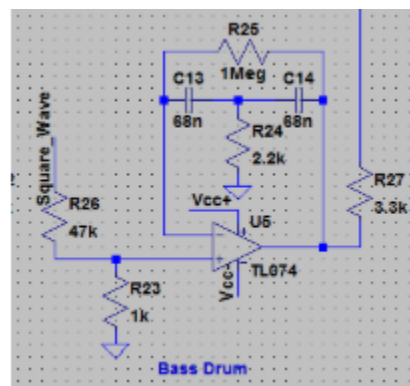 R25
1Meg
C13
C14
68n
68n
R24
2.2k
Square_Wave
Vcc+
U5
R27
3.3k
R26
47k
TL074
Vcc-
R23
1k
Bass Drum